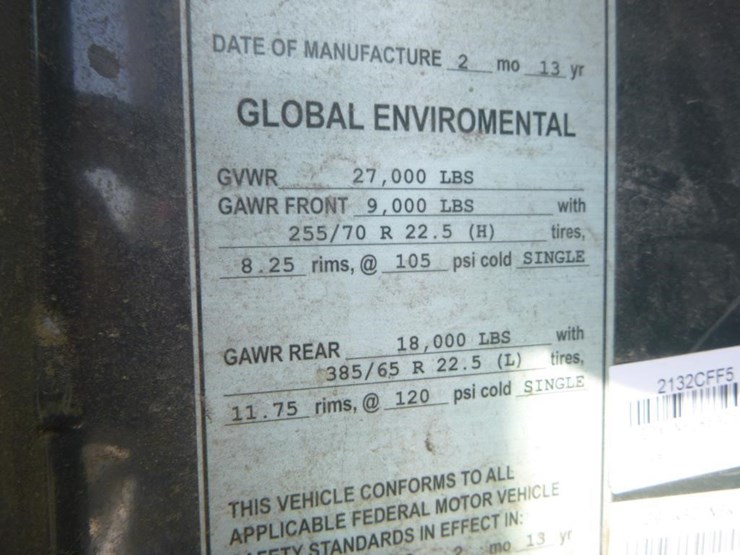 DATE OF MANUFACTURE 2 mo 13 yr
GLOBAL ENVIROMENTAL
GVWR 27,000 LBS
GAWR FRONT 9,000 LBS with
255/70 R 22.5 (H) tires,
8.25 rims, @ 105 psi cold SINGLE
GAWR REAR 18,000 LBS with
385/65 R 22.5 (L) tires,
11.75 rims, @ 120 psi cold SINGLE
2132CFF5
THIS VEHICLE CONFORMS TO ALL
APPLICABLE FEDERAL MOTOR VEHICLE
STANDARDS IN EFFECT IN:
2 mo 13 yr